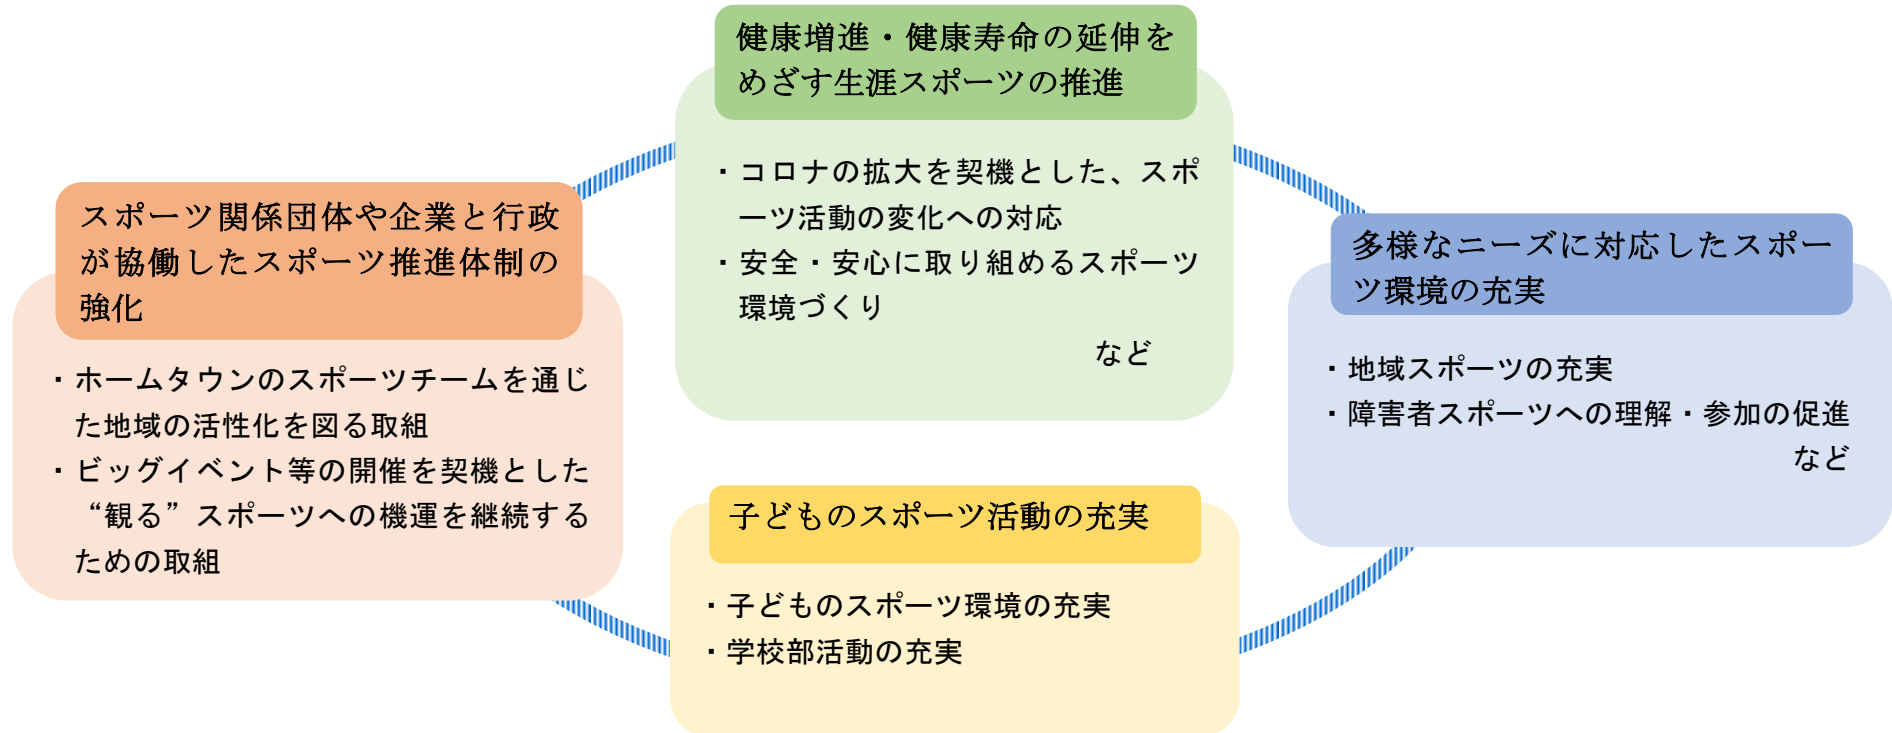 健康増進・健康寿命の延伸を
めざす生涯スポーツの推進
・コロナの拡大を契機とした、スポ
ーツ活動の変化への対応
・安全・安心に取り組めるスポーツ
環境づくり
など
スポーツ関係団体や企業と行政
が協働したスポーツ推進体制の
強化
・ホームタウンのスポーツチームを通じ
た地域の活性化を図る取組
・ビッグイベント等の開催を契機とした
“観る”スポーツへの機運を継続する
ための取組
多様なニーズに対応したスポー
ツ環境の充実
・地域スポーツの充実
・障害者スポーツへの理解・参加の促進
など
子どものスポーツ活動の充実
・子どものスポーツ環境の充実
・学校部活動の充実